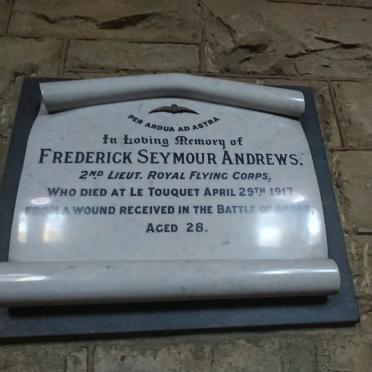 PER ARDUA AD ASTRA
In Loving Memory of
FREDERICK SEYMOUR ANDREWS.
2ND LIEUT. ROYAL FLYING CORPS,
WHO DIED AT LE TOUQUET APRIL 29TH 1917
FROM A WOUND RECEIVED IN THE BATTLE OF ARRAS,
AGED 28.